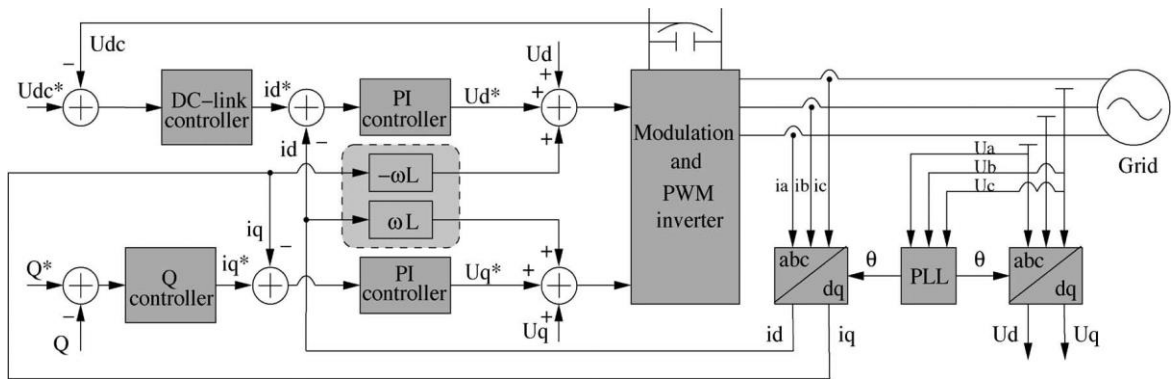 Udc
Ud
Udc*
DC-link
controller
id*
PI
controller
Ud*
id
-ωL
ωL
iq
Q*
Q
controller
iq*
PI
controller
Uq*
Q
Uq
Modulation
and
PWM
inverter
Grid
Ua
Ub
Uc
ia
ib
ic
abc
dq
θ
PLL
θ
abc
dq
id
iq
Ud
Uq